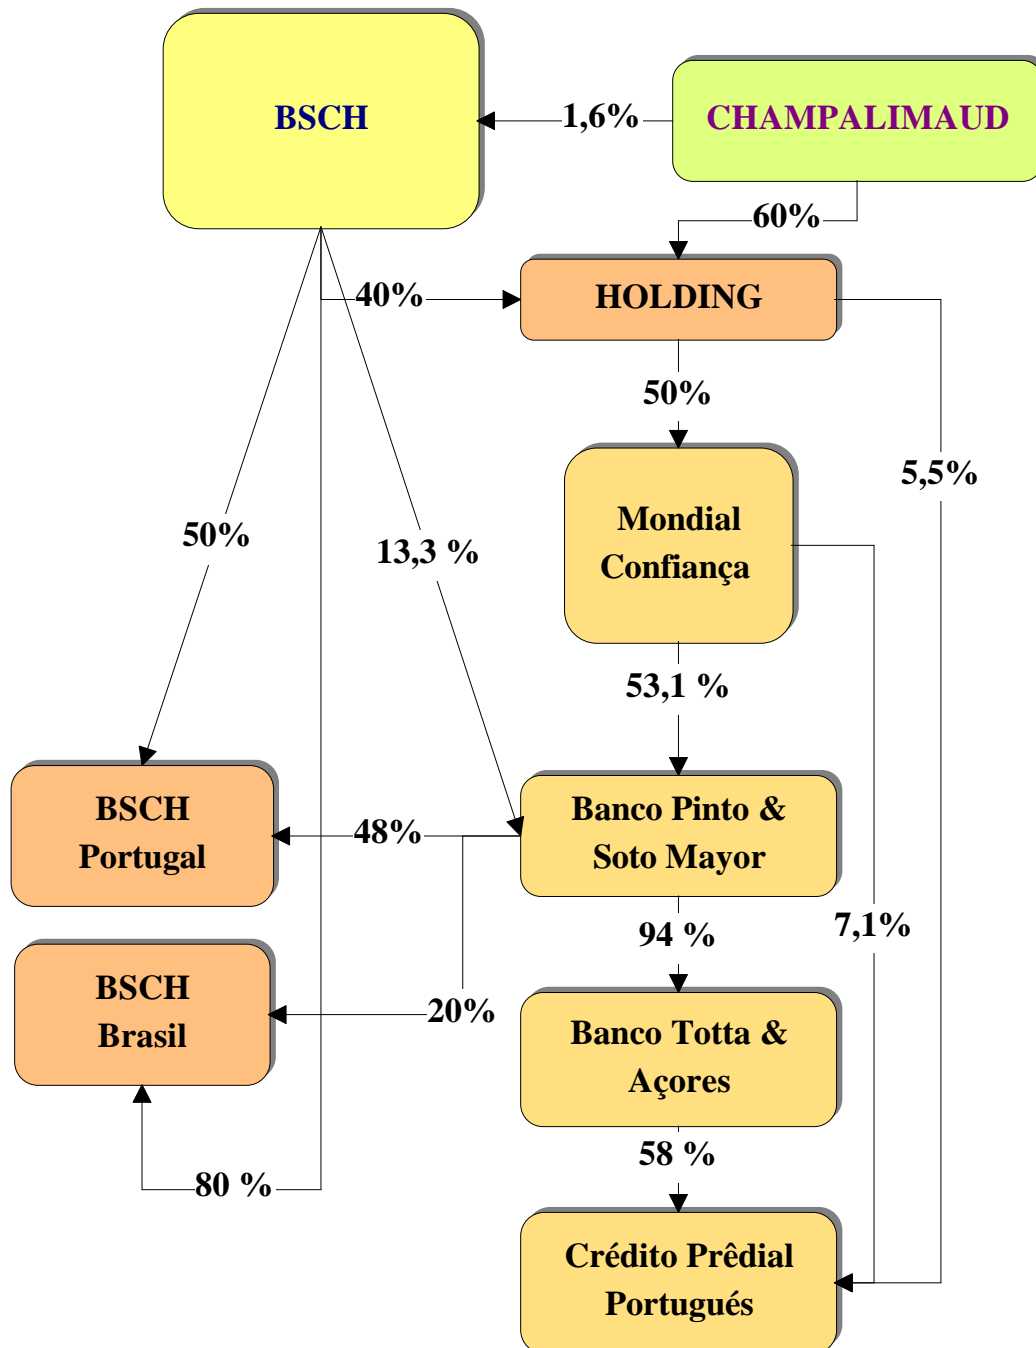 BSCH
1,6%
CHAMPALIMAUD
60%
40%
HOLDING
50%
5,5%
Mondial
Confiança
50%
13,3 %
53,1 %
BSCH
Portugal
48%
Banco Pinto &
Soto Mayor
7,1%
94 %
BSCH
Brasil
20%
Banco Totta &
Açores
58 %
80 %
Crédito Prêdial
Portugués